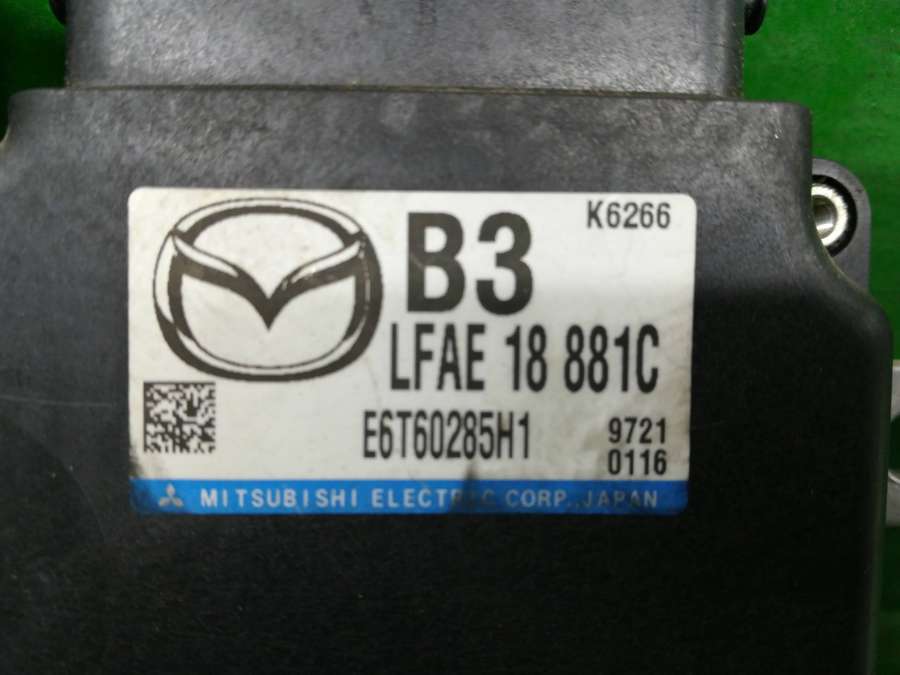 B3 K6266
LFAE 18 881C
E6T60285H1 9721
0116
MITSUBISHI ELECTRIC CORP. JAPAN